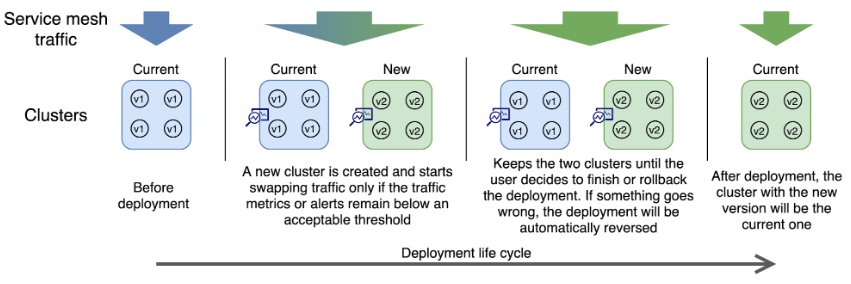 Service mesh
traffic
Current
Current
New
Current
New
Current
Clusters
v1 v1
v1 v1
v1 v1
v1 v1
v2 v2
v2 v2
v1 v1
v1 v1
v2 v2
v2 v2
v2 v2
v2 v2
Before
deployment
A new cluster is created and starts
swapping traffic only if the traffic
metrics or alerts remain below an
acceptable threshold
Keeps the two clusters until the
user decides to finish or rollback
the deployment. If something goes
wrong, the deployment will be
automatically reversed
After deployment, the
cluster with the new
version will be the
current one
Deployment life cycle